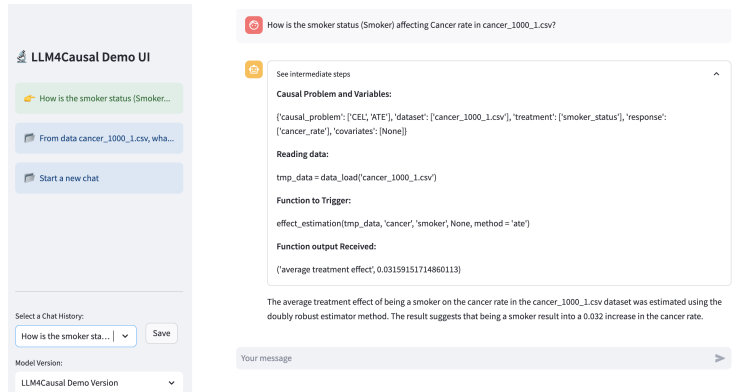 LLM4Causal Demo UI
How is the smoker status (Smoker...
From data cancer_1000_1.csv, wha...
Start a new chat
Select a Chat History:
How is the smoker sta...
Save
Model Version:
LLM4Causal Demo Version
How is the smoker status (Smoker) affecting Cancer rate in cancer_1000_1.csv?
See intermediate steps
Causal Problem and Variables:
{'causal_problem': ['CEL', 'ATE'], 'dataset': ['cancer_1000_1.csv'], 'treatment': ['smoker_status'], 'response':
['cancer_rate'], 'covariates': [None]}
Reading data:
tmp_data = data_load('cancer_1000_1.csv')
Function to Trigger:
effect_estimation(tmp_data, 'cancer', 'smoker', None, method = 'ate')
Function output Received:
('average treatment effect', 0.03159151714860113)
The average treatment effect of being a smoker on the cancer rate in the cancer_1000_1.csv dataset was estimated using the
doubly robust estimator method. The result suggests that being a smoker result into a 0.032 increase in the cancer rate.
Your message